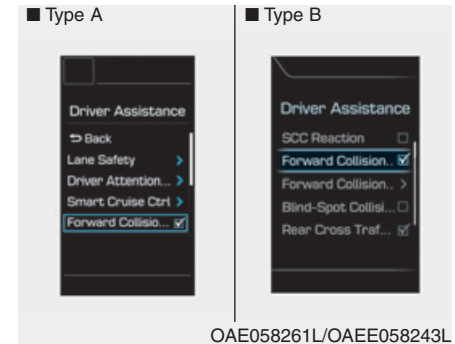 ■ Type A
■ Type B
Driver Assistance
⮌ Back
Lane Safety >
Driver Attention... >
Smart Cruise Ctrl >
Forward Collisio... ☑
Driver Assistance
SCC Reaction ☐
Forward Collision.. ☑
Forward Collision.. >
Blind-Spot Collisi... ☐
Rear Cross Traf... ☑
OAE058261L/OAEE058243L